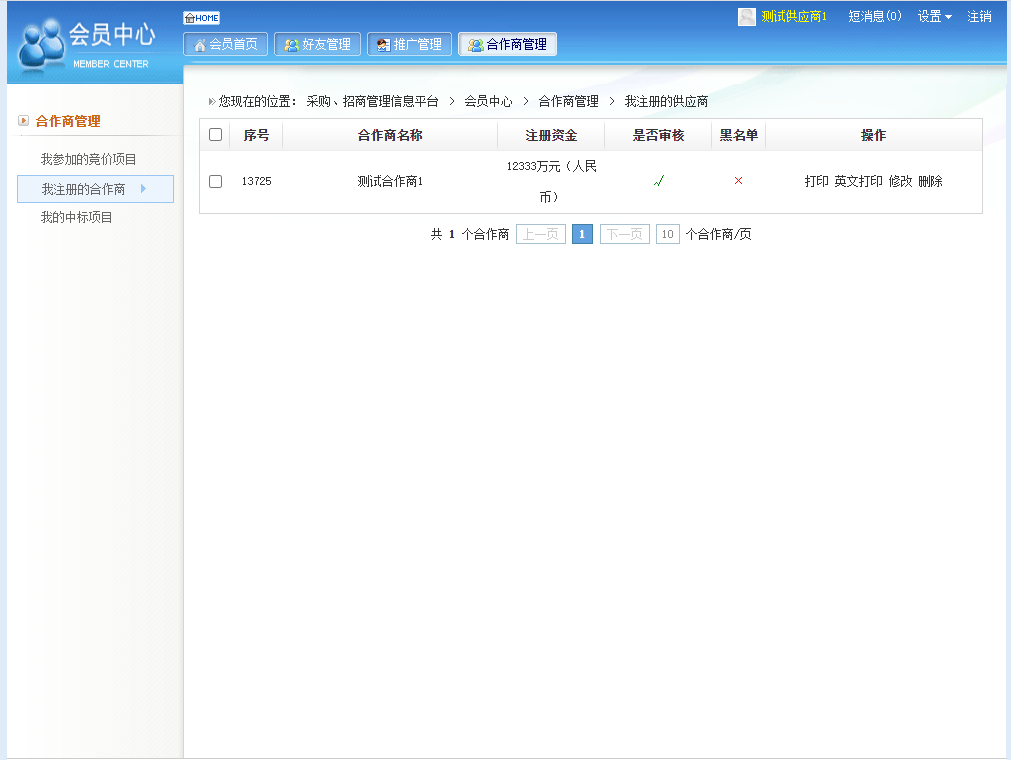 会员中心
MEMBER CENTER
HOME
测试供应商1 短消息(0) 设置 注销
会员首页 好友管理 推广管理 合作商管理
您现在的位置： 采购、招商管理信息平台 > 会员中心 > 合作商管理 > 我注册的供应商
合作商管理
我参加的竞价项目
我注册的合作商
我的中标项目
序号 合作商名称 注册资金 是否审核 黑名单 操作
13725 测试合作商1 12333万元（人民币） 打印 英文打印 修改 删除
共 1 个合作商 上一页 1 下一页 10 个合作商/页